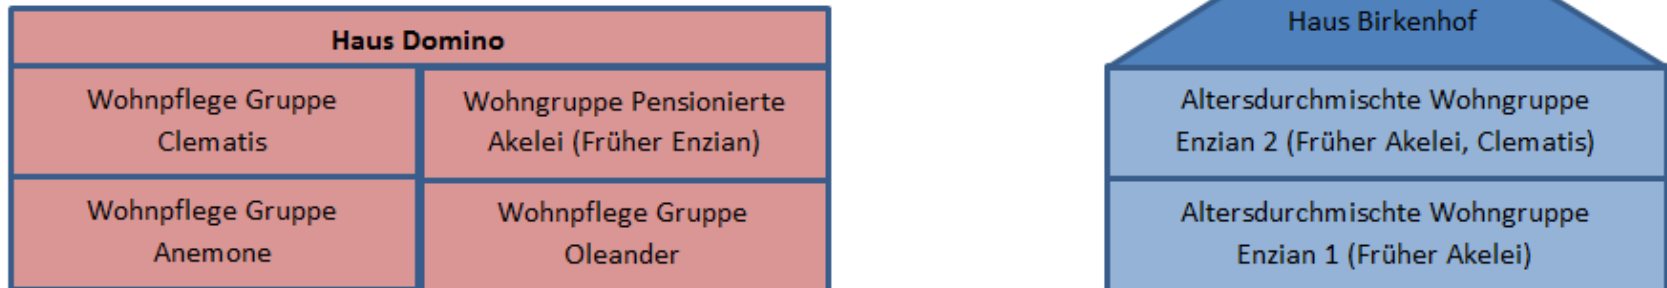 Haus Domino
Wohnpflege Gruppe
Clematis
Wohngruppe Pensionierte
Akelei (Früher Enzian)
Wohnpflege Gruppe
Anemone
Wohnpflege Gruppe
Oleander
Haus Birkenhof
Altersdurchmischte Wohngruppe
Enzian 2 (Früher Akelei, Clematis)
Altersdurchmischte Wohngruppe
Enzian 1 (Früher Akelei)